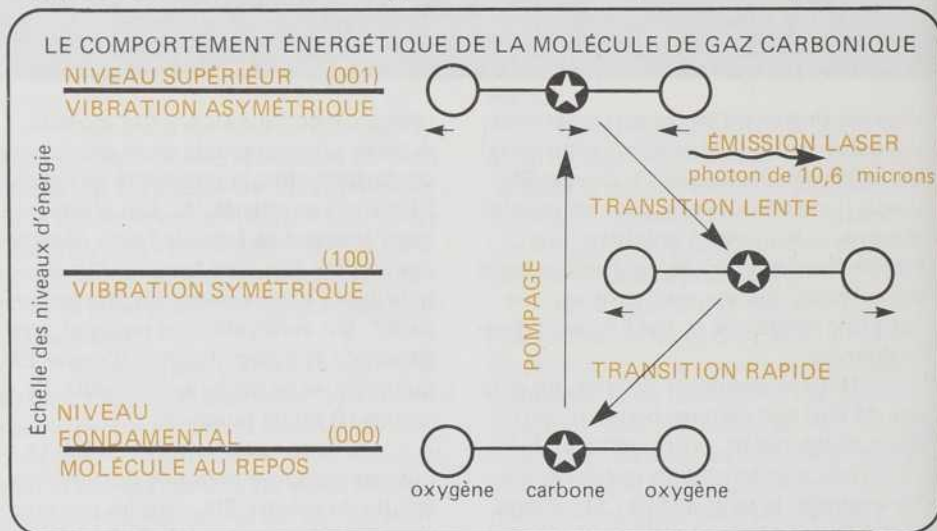 LE COMPORTEMENT ÉNERGÉTIQUE DE LA MOLÉCULE DE GAZ CARBONIQUE
NIVEAU SUPÉRIEUR (001)
VIBRATION ASYMÉTRIQUE
ÉMISSION LASER
photon de 10,6 microns
TRANSITION LENTE
(100)
VIBRATION SYMÉTRIQUE
POMPAGE
Echelle des niveaux d'énergie
TRANSITION RAPIDE
NIVEAU
FONDAMENTAL (000)
MOLÉCULE AU REPOS
oxygène carbone oxygène